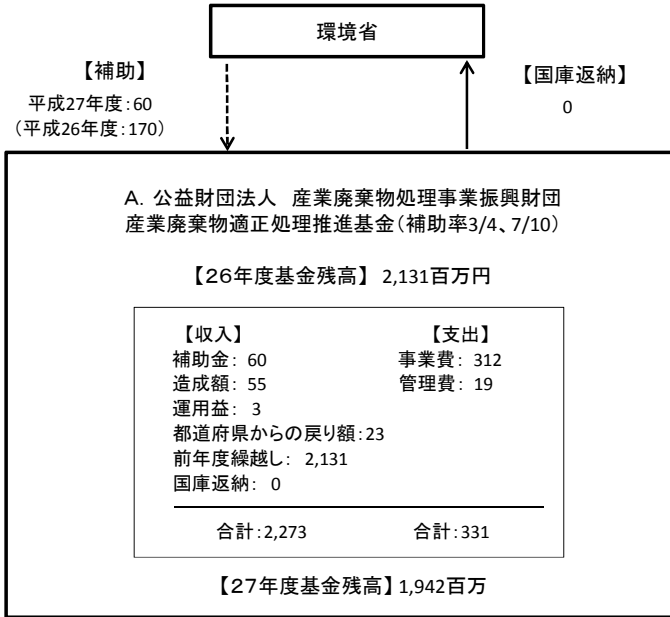 環境省
【補助】
平成27年度:60
(平成26年度:170)
【国庫返納】
0
A. 公益財団法人 産業廃棄物処理事業振興財団
産業廃棄物適正処理推進基金(補助率3/4、7/10)
【26年度基金残高】 2,131百万円
【収入】
補助金: 60
造成額: 55
運用益: 3
都道府県からの戻り額:23
前年度繰越し: 2,131
国庫返納: 0
合計:2,273
【支出】
事業費: 312
管理費: 19
合計:331
【27年度基金残高】1,942百万